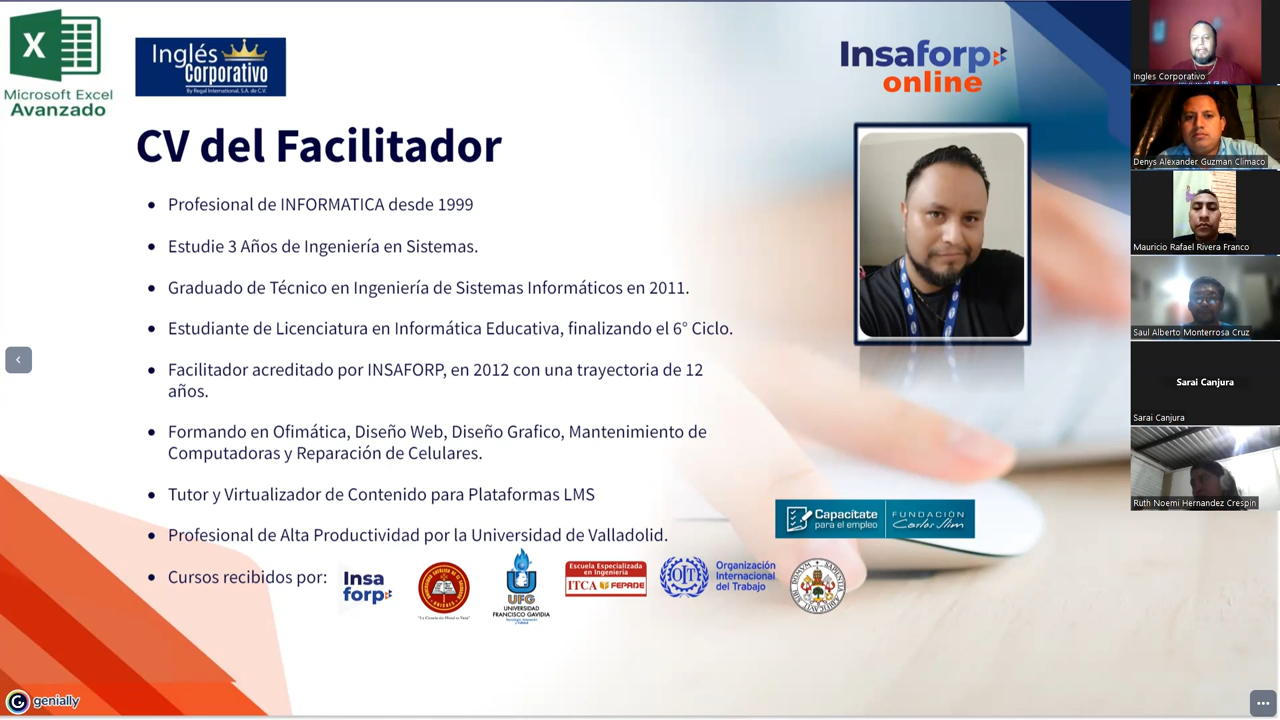 Microsoft Excel
Avanzado
Inglés
Corporativo
By Regal International, S.A. de C.V.
Insaforp
online
CV del Facilitador
• Profesional de INFORMATICA desde 1999
• Estudie 3 Años de Ingeniería en Sistemas.
• Graduado de Técnico en Ingeniería de Sistemas Informáticos en 2011.
• Estudiante de Licenciatura en Informática Educativa, finalizando el 6° Ciclo.
• Facilitador acreditado por INSAFORP, en 2012 con una trayectoria de 12
años.
• Formando en Ofimática, Diseño Web, Diseño Grafico, Mantenimiento de
Computadoras y Reparación de Celulares.
• Tutor y Virtualizador de Contenido para Plataformas LMS
• Profesional de Alta Productividad por la Universidad de Valladolid.
• Cursos recibidos por:
Insa
forp
UFG
UNIVERSIDAD
FRANCISCO GAVIDIA
Escuela Especializada
en Ingeniería
ITCA FEPADE
OIT
Organización
Internacional
del Trabajo
Capacítate
para el empleo
FUNDACIÓN
Carlos Slim
genially
Ingles Corporativo
Denys Alexander Guzman Climaco
Mauricio Rafael Rivera Franco
Saul Alberto Monterrosa Cruz
Sarai Canjura
Sarai Canjura
Ruth Noemi Hernandez Crespin